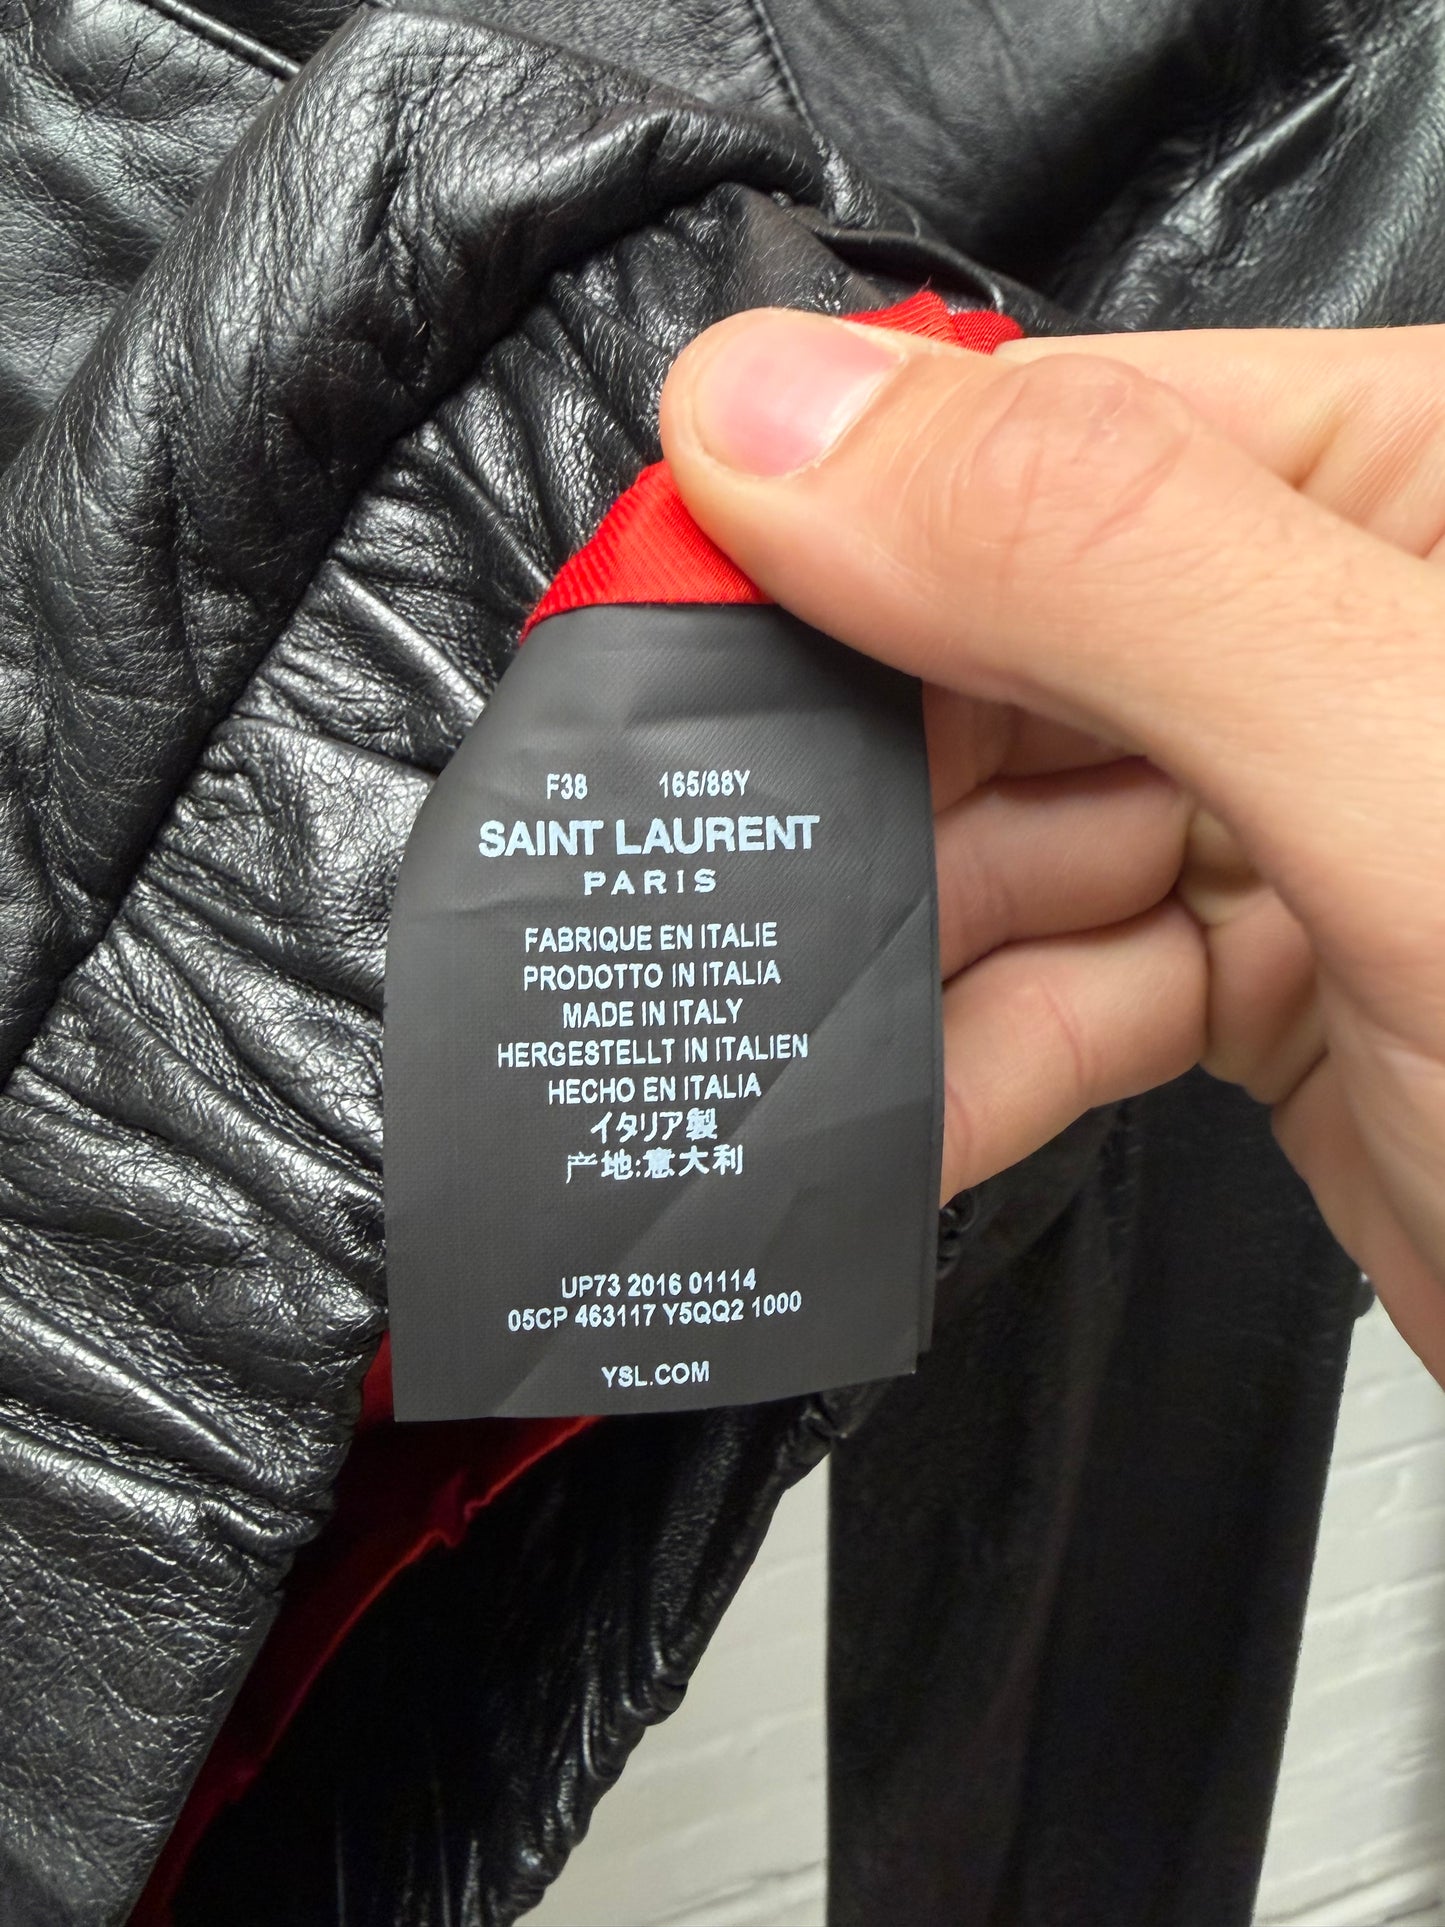 F38 165/88Y
SAINT LAURENT
PARIS
FABRIQUE EN ITALIE
PRODOTTO IN ITALIA
MADE IN ITALY
HERGESTELLT IN ITALIEN
HECHO EN ITALIA
イタリア製
产地:意大利
UP73 2016 01114
05CP 463117 Y5QQ2 1000
YSL.COM